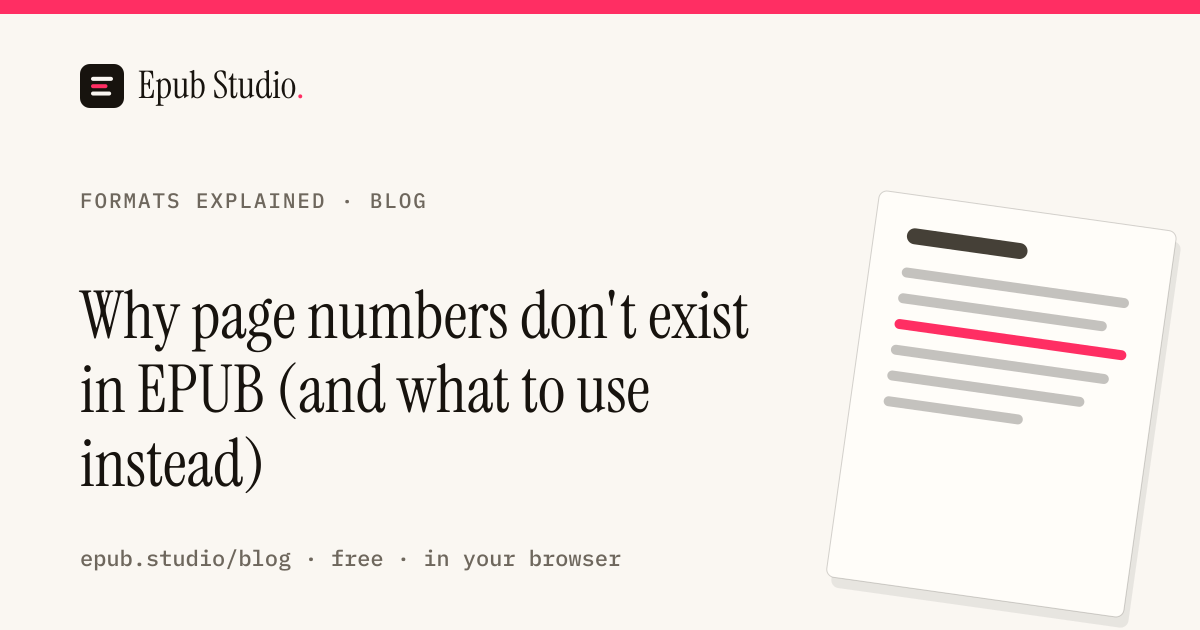 Epub Studio.
FORMATS EXPLAINED · BLOG
Why page numbers don't exist
in EPUB (and what to use
instead)
epub.studio/blog · free · in your browser